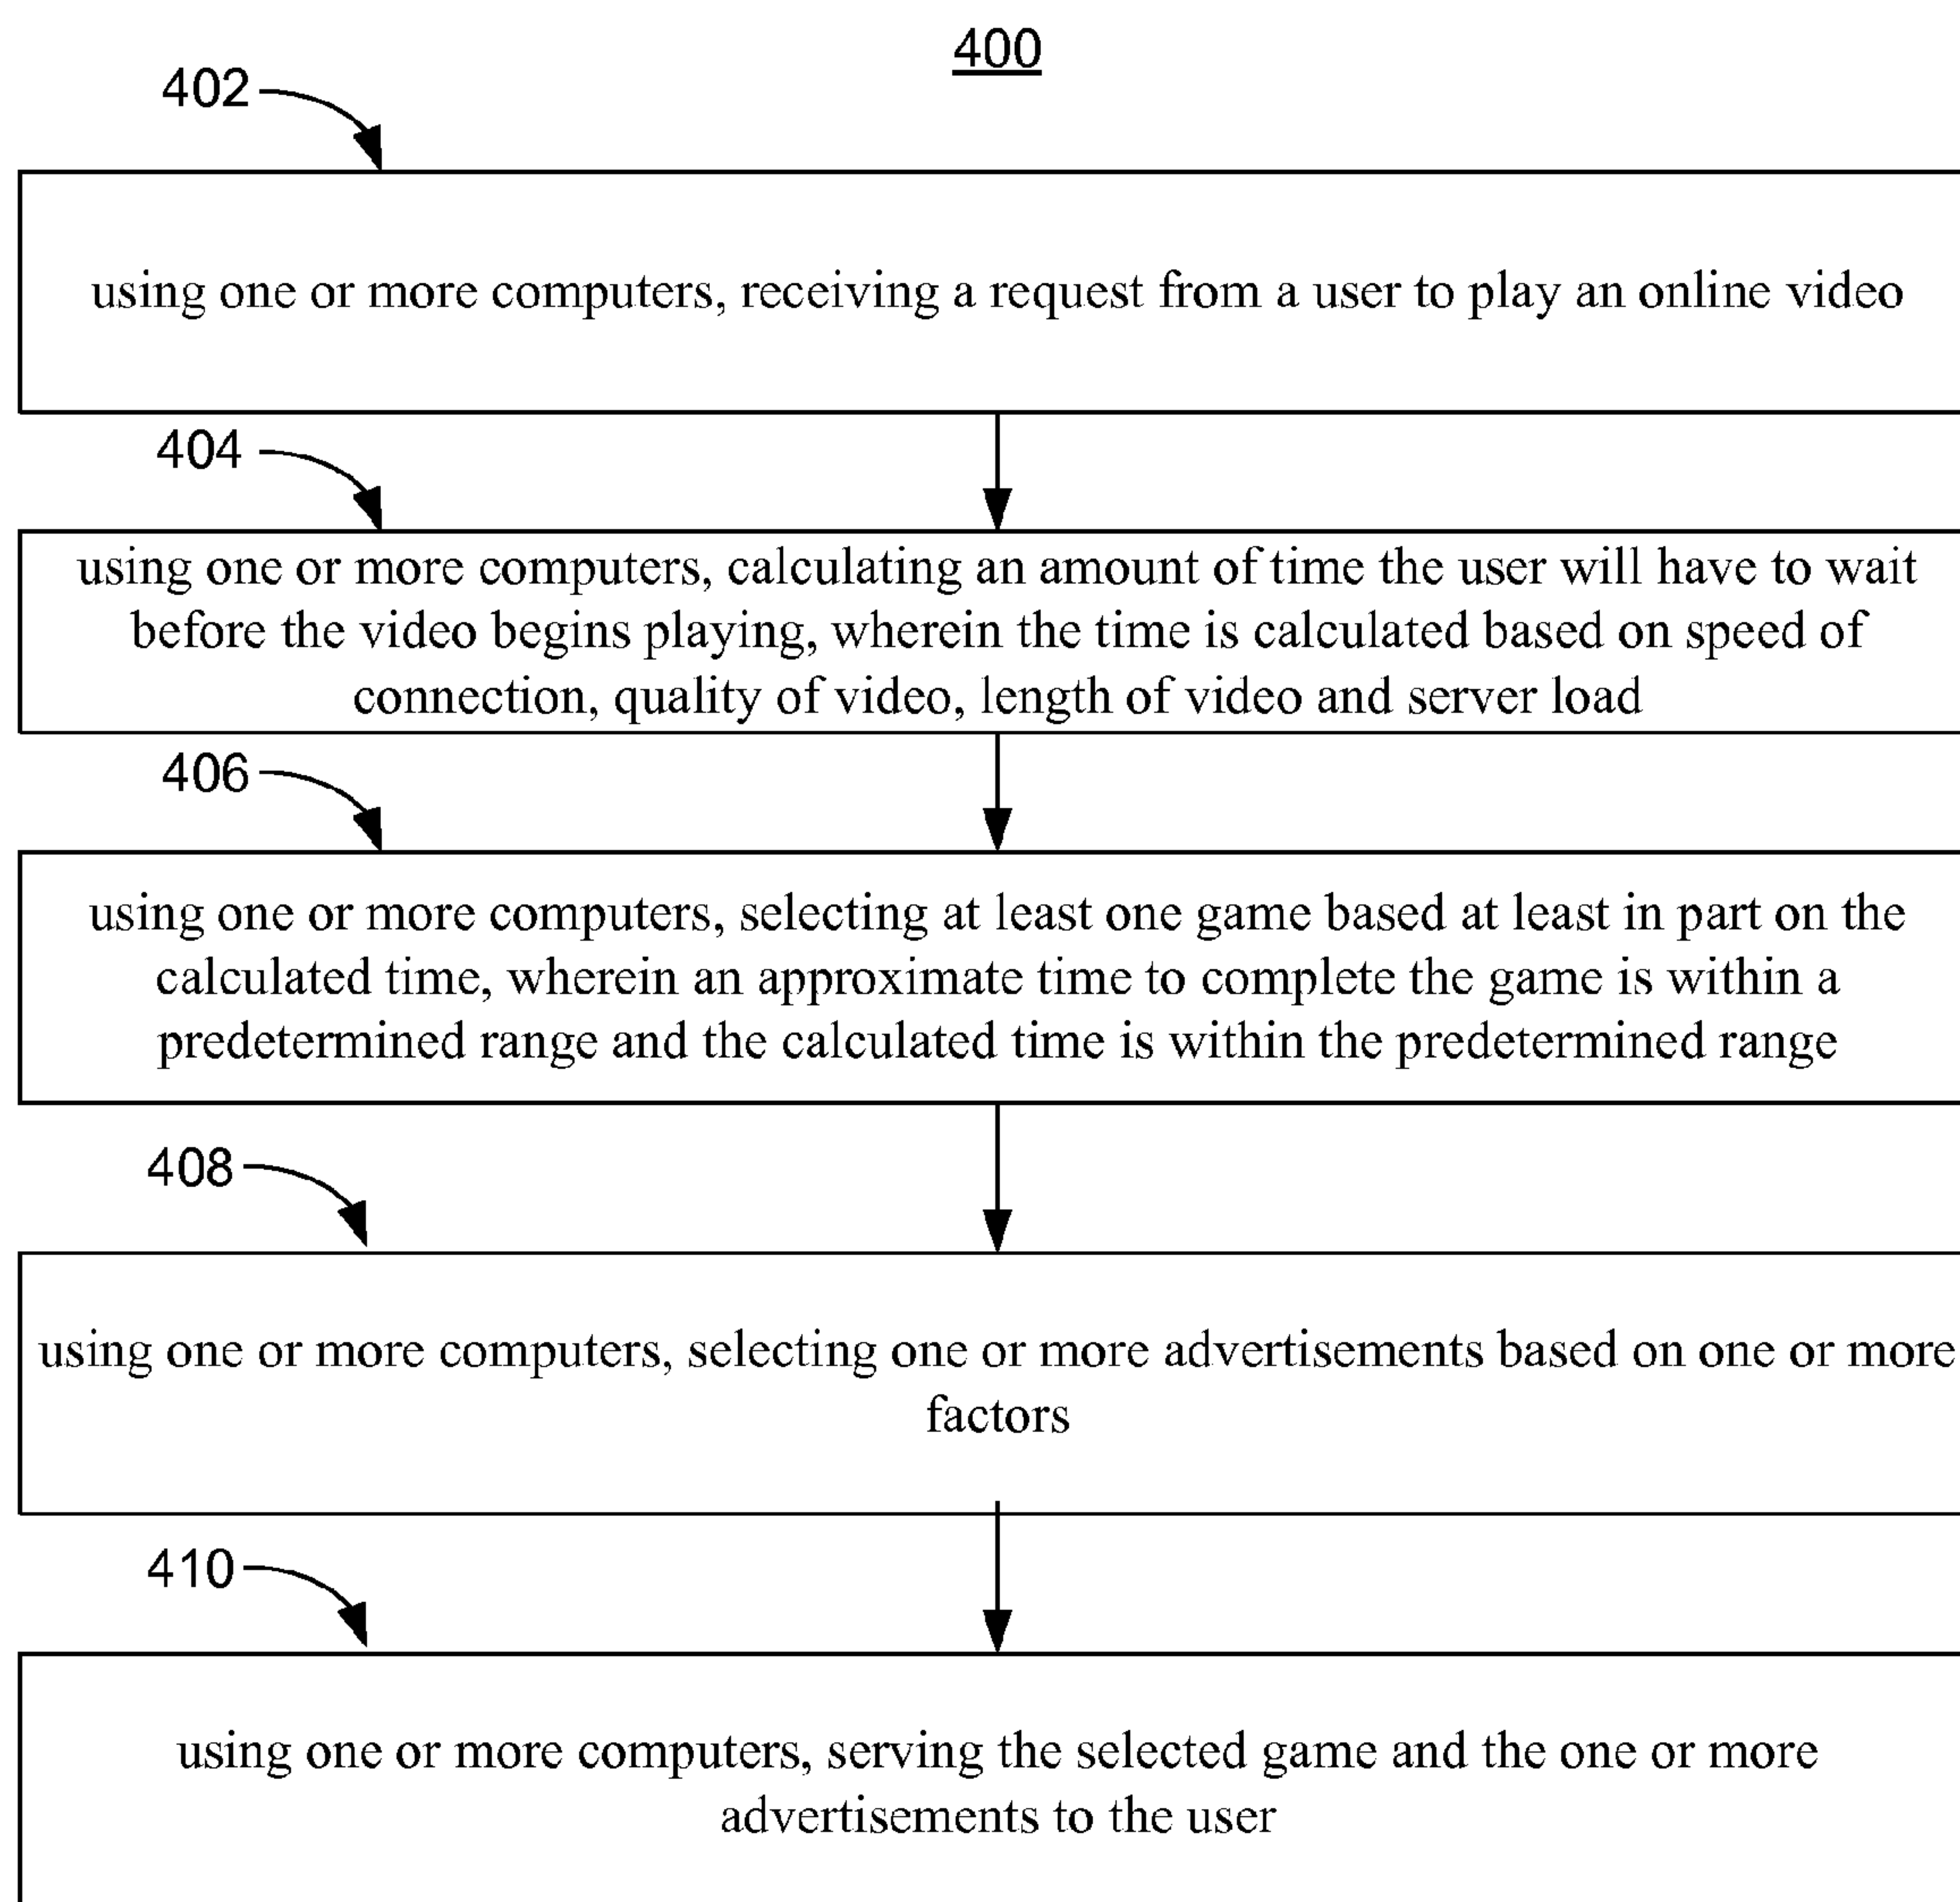 400
402
using one or more computers, receiving a request from a user to play an online video
404
using one or more computers, calculating an amount of time the user will have to wait
before the video begins playing, wherein the time is calculated based on speed of
connection, quality of video, length of video and server load
406
using one or more computers, selecting at least one game based at least in part on the
calculated time, wherein an approximate time to complete the game is within a
predetermined range and the calculated time is within the predetermined range
408
using one or more computers, selecting one or more advertisements based on one or more
factors
410
using one or more computers, serving the selected game and the one or more
advertisements to the user